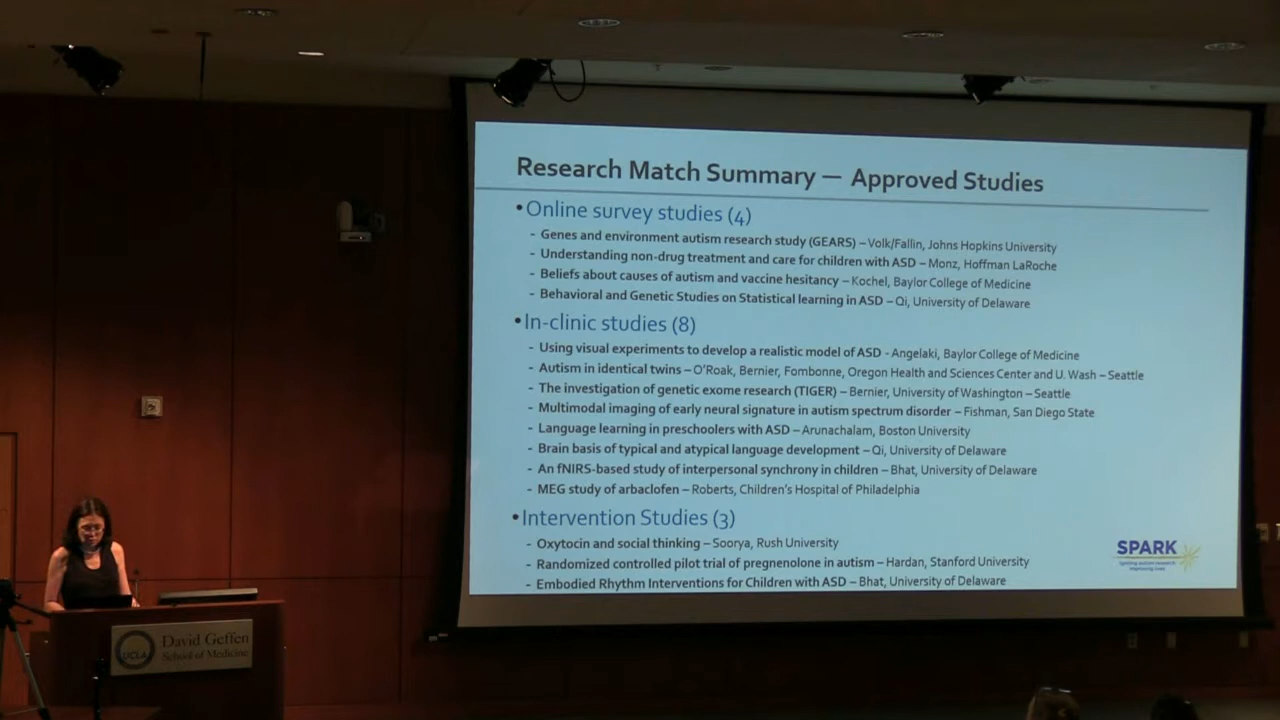 Research Match Summary — Approved Studies
•Online survey studies (4)
- Genes and environment autism research study (GEARS) – Volk/Fallin, Johns Hopkins University
- Understanding non-drug treatment and care for children with ASD – Monz, Hoffman LaRoche
- Beliefs about causes of autism and vaccine hesitancy – Kochel, Baylor College of Medicine
- Behavioral and Genetic Studies on Statistical learning in ASD – Qi, University of Delaware
•In-clinic studies (8)
- Using visual experiments to develop a realistic model of ASD - Angelaki, Baylor College of Medicine
- Autism in identical twins – O'Roak, Bernier, Fombonne, Oregon Health and Sciences Center and U. Wash – Seattle
- The investigation of genetic exome research (TIGER) – Bernier, University of Washington – Seattle
- Multimodal imaging of early neural signature in autism spectrum disorder – Fishman, San Diego State
- Language learning in preschoolers with ASD – Arunachalam, Boston University
- Brain basis of typical and atypical language development – Qi, University of Delaware
- An fNIRS-based study of interpersonal synchrony in children – Bhat, University of Delaware
- MEG study of arbaclofen – Roberts, Children's Hospital of Philadelphia
•Intervention Studies (3)
- Oxytocin and social thinking – Soorya, Rush University
- Randomized controlled pilot trial of pregnenolone in autism – Hardan, Stanford University
- Embodied Rhythm Interventions for Children with ASD – Bhat, University of Delaware
SPARK
Igniting autism research
Improving lives
UCLA
David Geffen
School of Medicine